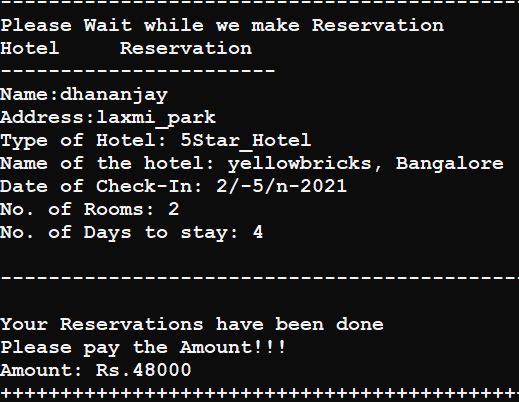 -------------------------------------------
Please Wait while we make Reservation
Hotel     Reservation
-----------------------
Name:dhananjay
Address:laxmi_park
Type of Hotel: 5Star_Hotel
Name of the hotel: yellowbricks, Bangalore
Date of Check-In: 2/-5/n-2021
No. of Rooms: 2
No. of Days to stay: 4
-------------------------------------------
Your Reservations have been done
Please pay the Amount!!!
Amount: Rs.48000
+++++++++++++++++++++++++++++++++++++++++++